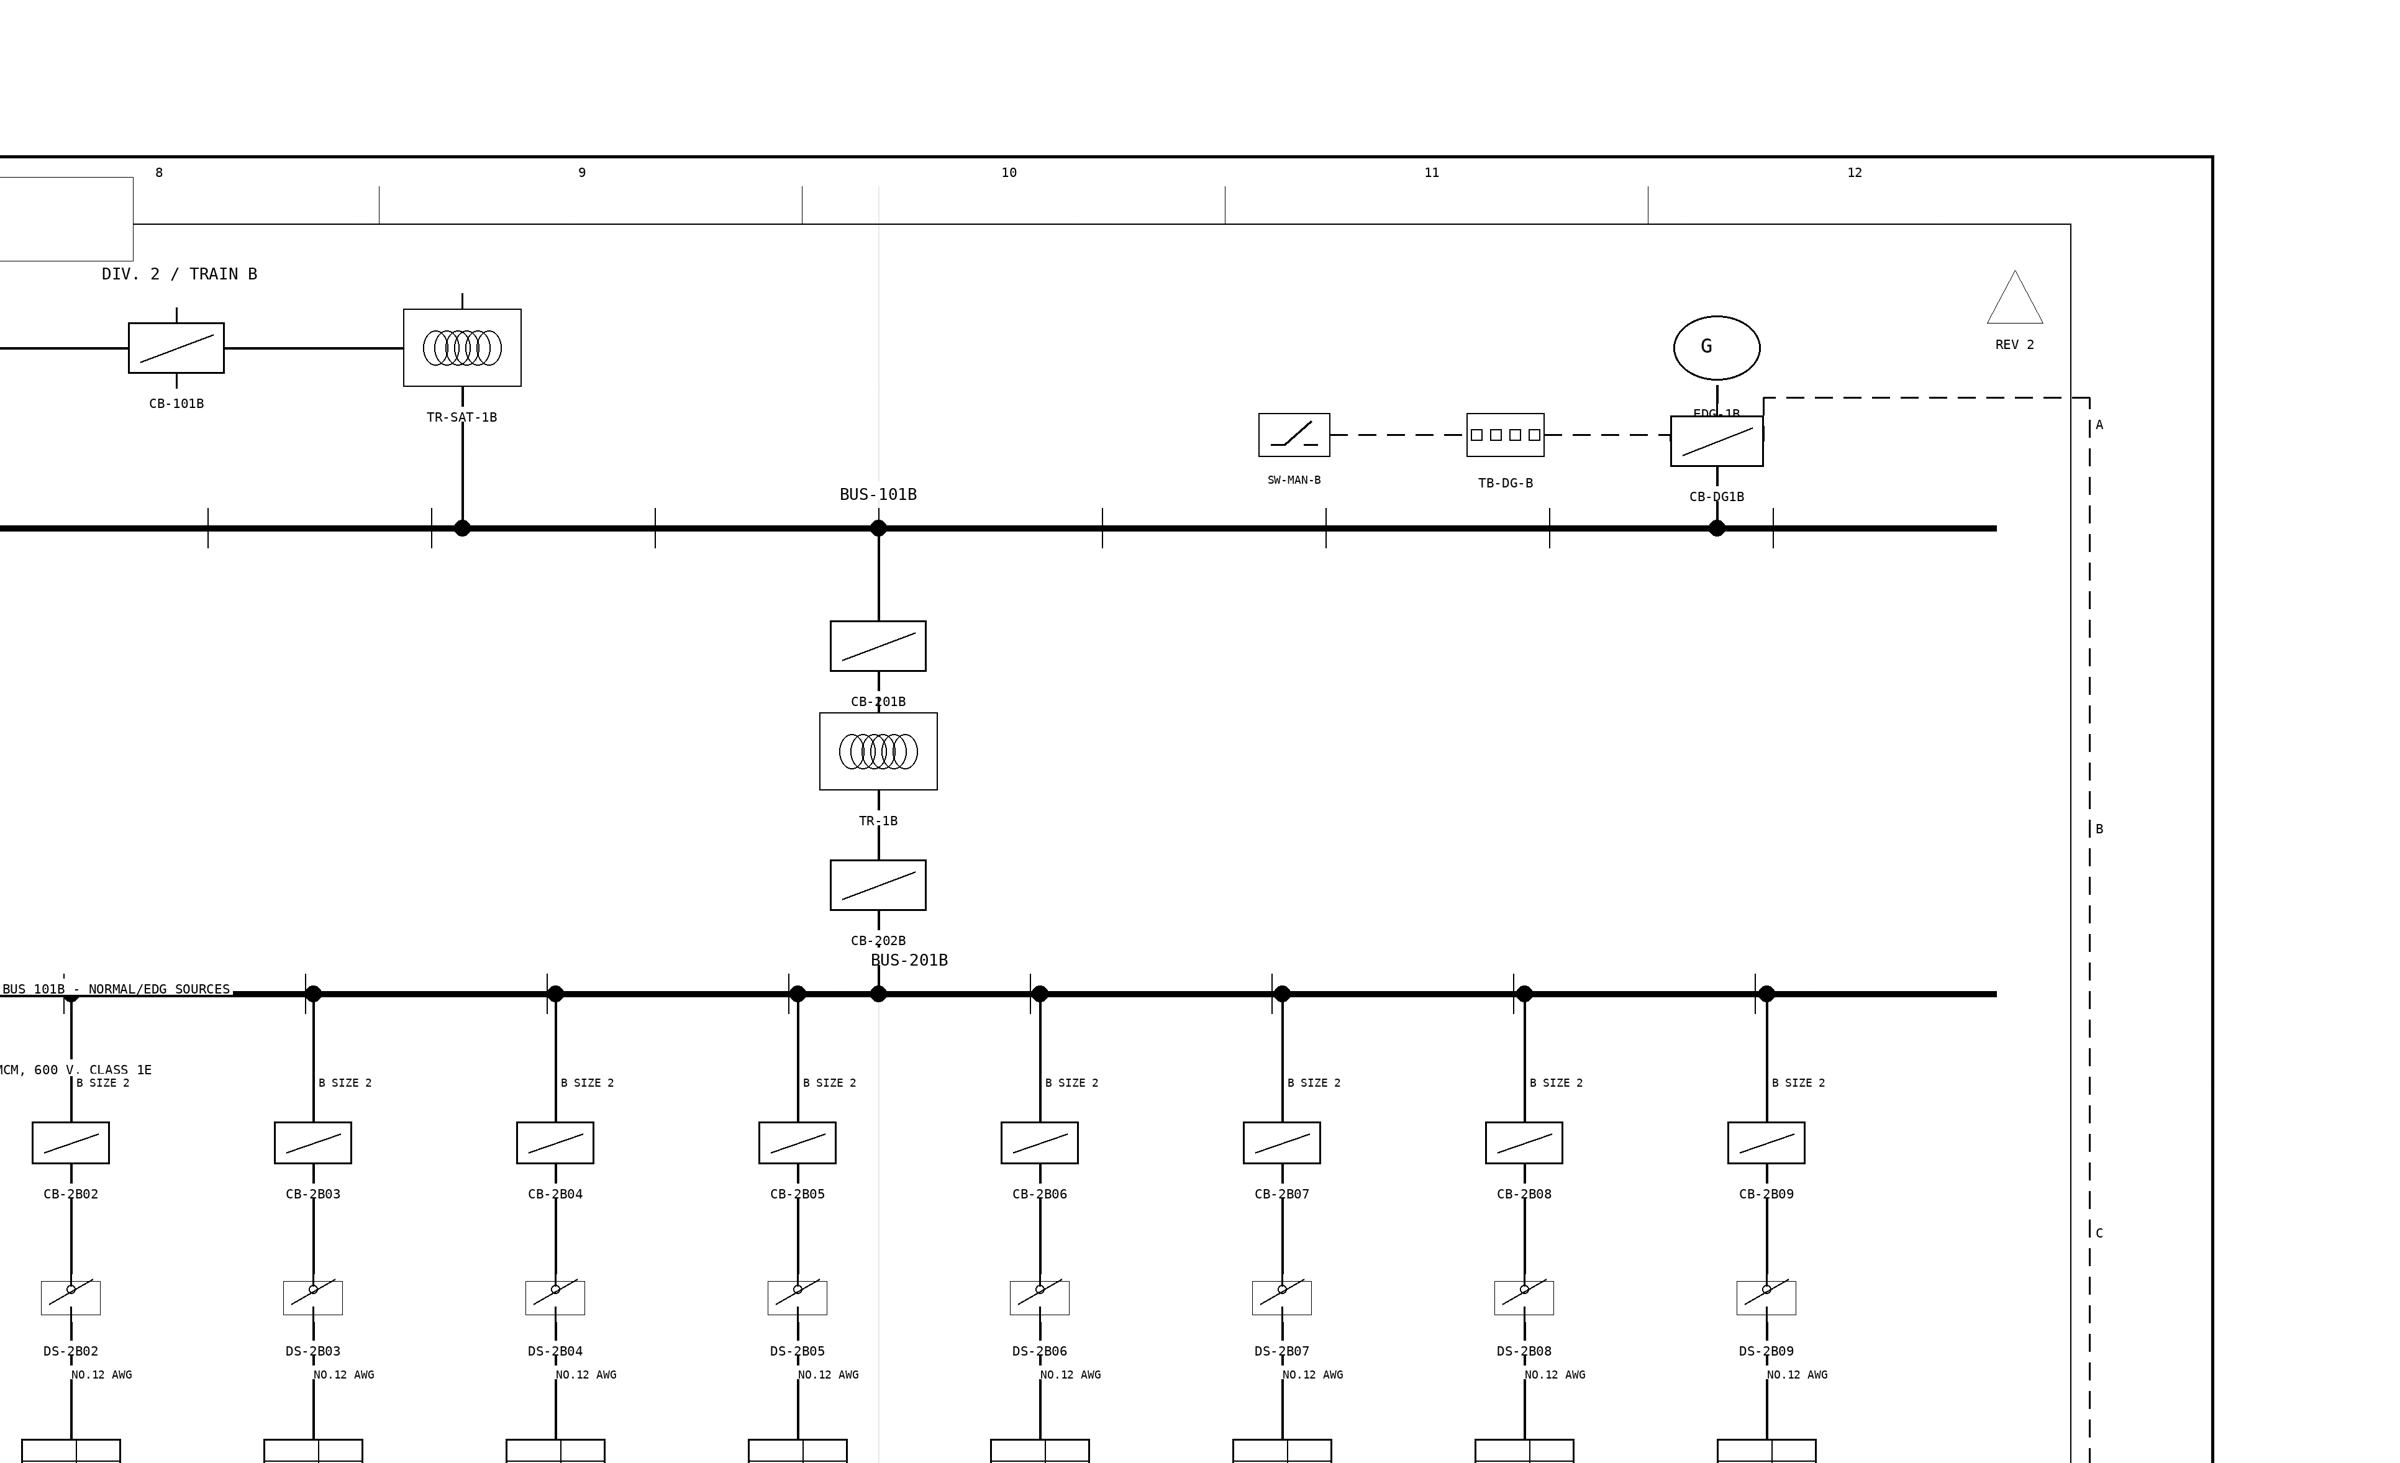 8 9 10 11 12
DIV. 2 / TRAIN B
G
REV 2
CB-101B
TR-SAT-1B
EDG-1B
A
SW-MAN-B
TB-DG-B
CB-DG1B
BUS-101B
CB-201B
TR-1B
B
CB-202B
BUS-201B
BUS 101B - NORMAL/EDG SOURCES
MCM, 600 V. CLASS 1E
B SIZE 2 B SIZE 2 B SIZE 2 B SIZE 2 B SIZE 2 B SIZE 2 B SIZE 2 B SIZE 2
CB-2B02 CB-2B03 CB-2B04 CB-2B05 CB-2B06 CB-2B07 CB-2B08 CB-2B09
C
DS-2B02 DS-2B03 DS-2B04 DS-2B05 DS-2B06 DS-2B07 DS-2B08 DS-2B09
NO.12 AWG NO.12 AWG NO.12 AWG NO.12 AWG NO.12 AWG NO.12 AWG NO.12 AWG NO.12 AWG